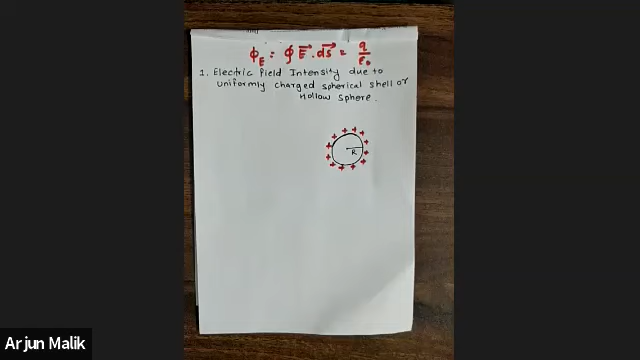 ϕE = ∮ E⃗ . ds⃗ = q/ε₀
1. Electric field Intensity due to
uniformly charged spherical shell or
Hollow sphere.
R
Arjun Malik